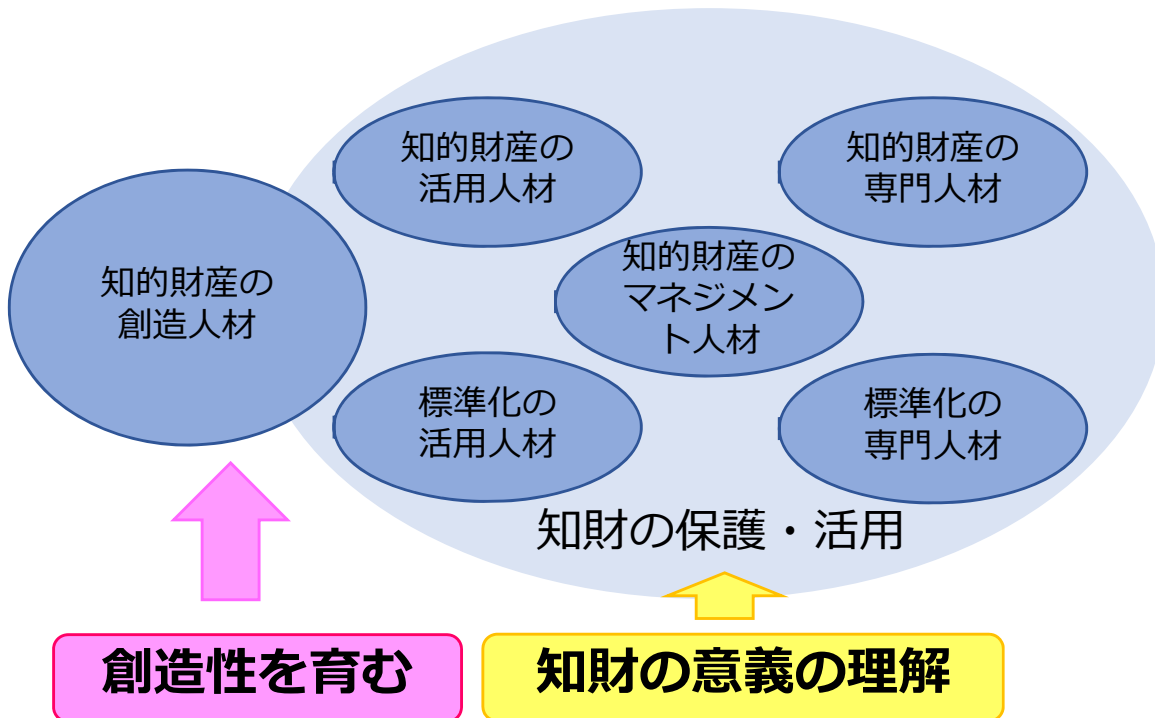 知的財産の
活用人材
知的財産の
専門人材
知的財産の
創造人材
知的財産の
マネジメン
ト人材
標準化の
活用人材
標準化の
専門人材
知財の保護・活用
創造性を育む
知財の意義の理解